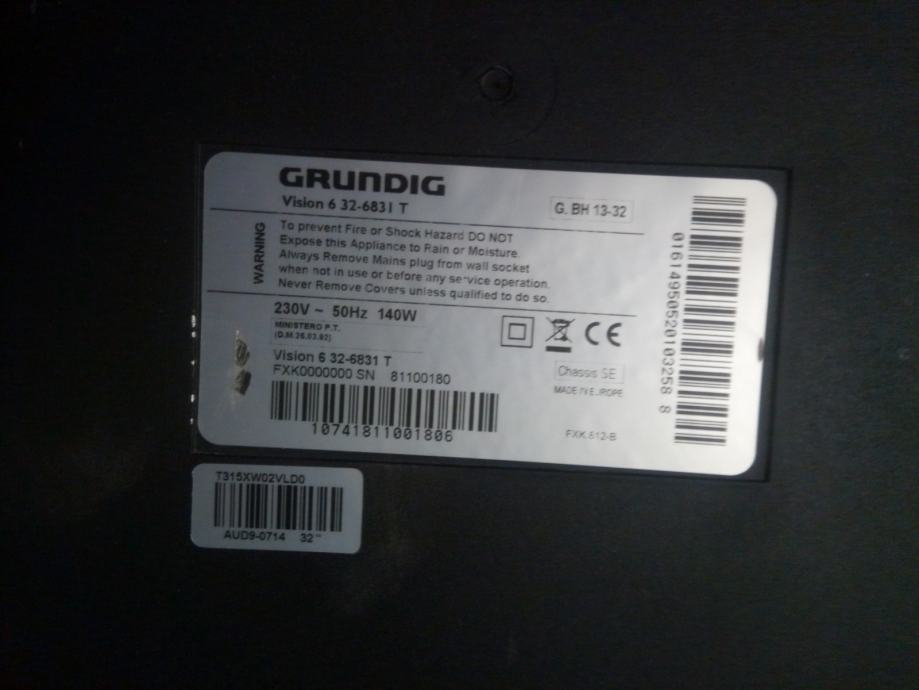 GRUNDIG
Vision 6 32-6831 T
G. BH 13-32
WARNING
To prevent Fire or Shock Hazard DO NOT
Expose this Appliance to Rain or Moisture.
Always Remove Mains plug from wall socket
when not in use or before any service operation.
Never Remove Covers unless qualified to do so.
230V ~ 50Hz 140W
MINISTERO P.T.
(D.M.26.03.92)
CE
Vision 6 32-6831 T
FXK0000000 SN 81100180
Chassis SE
MADE IN EUROPE
10741811001806
FXK 612-B
01614950520103258 8
T315XW02VLD0
AUD9-0714 32"